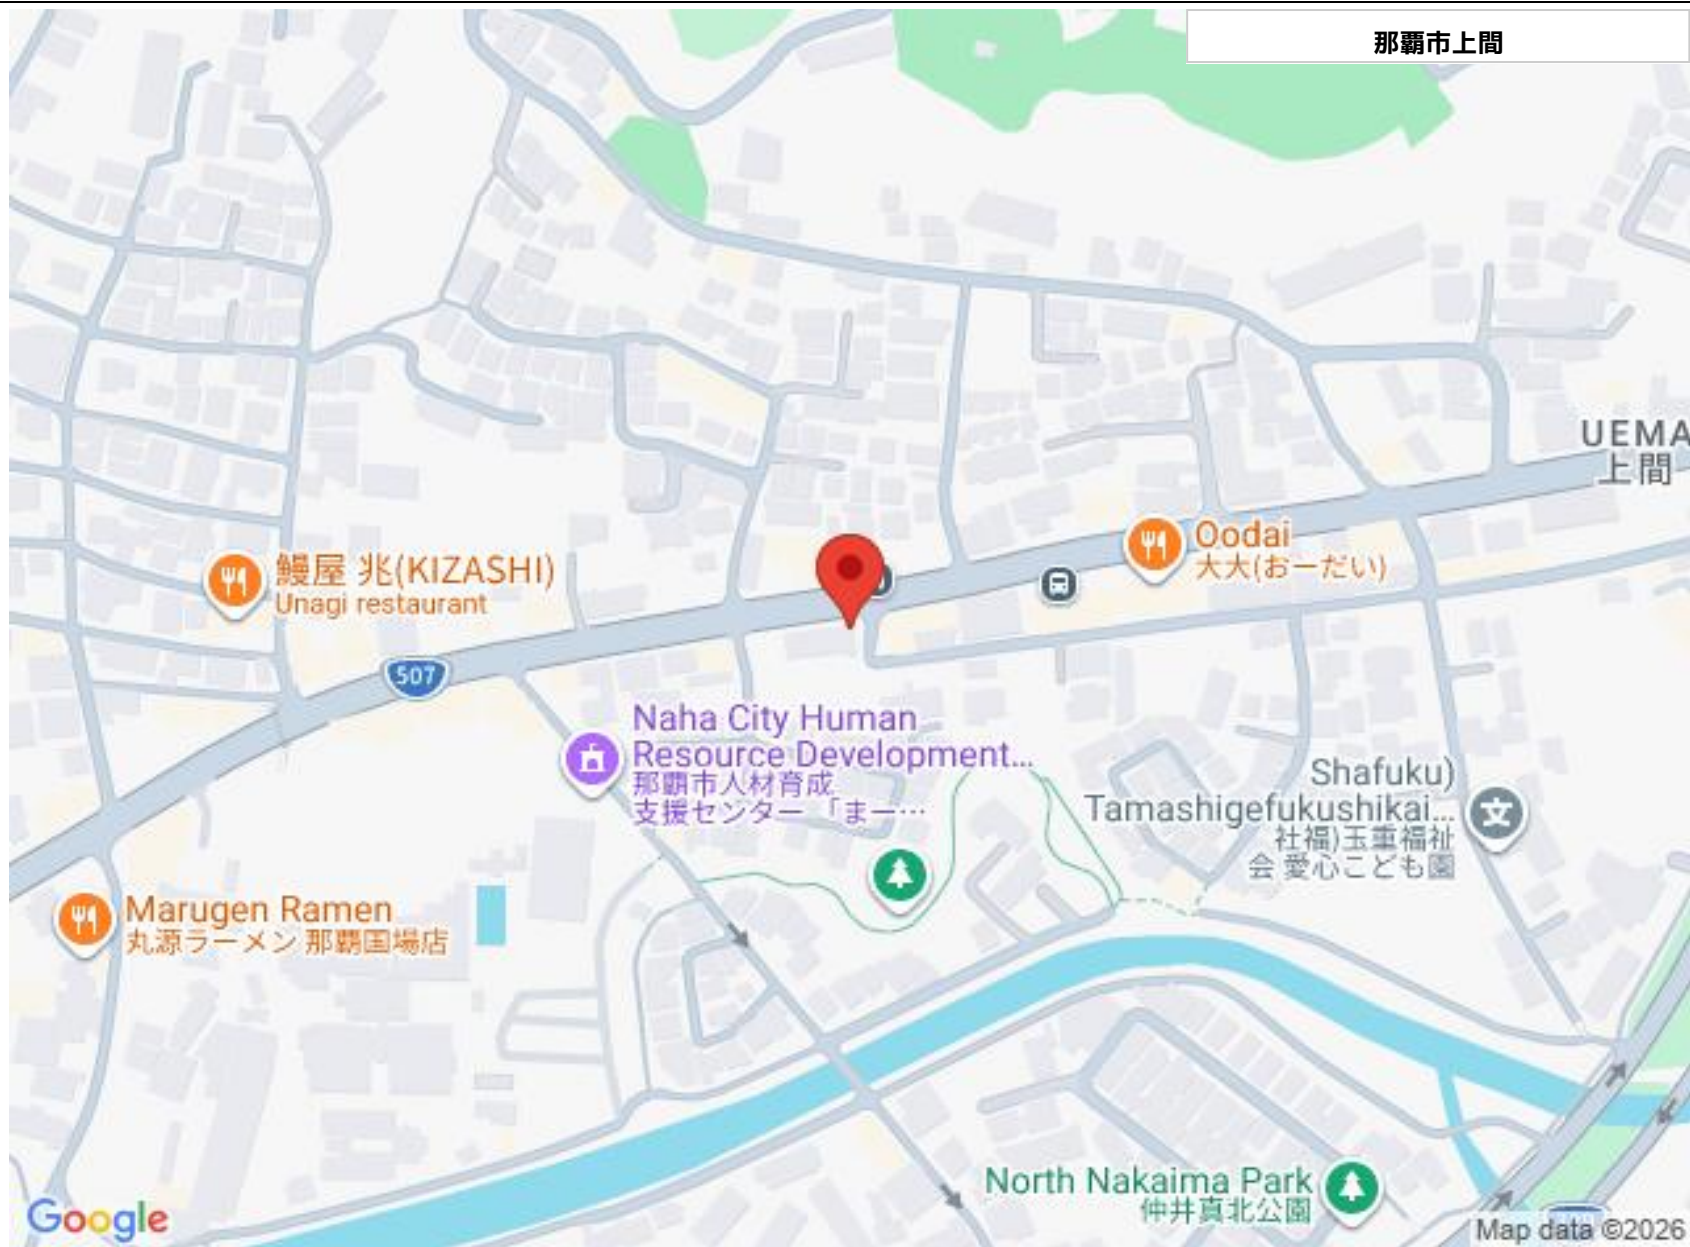 那覇市上間
UEMA
上間
Oodai
大大(おーだい)
鰻屋 兆(KIZASHI)
Unagi restaurant
507
Naha City Human
Resource Development...
那覇市人材育成
支援センター「まー…
Shafuku)
Tamashigefukushikai...
社福)玉重福祉
会 愛心こども園
文
Marugen Ramen
丸源ラーメン 那覇国場店
North Nakaima Park
仲井真北公園
Google
Map data ©2026